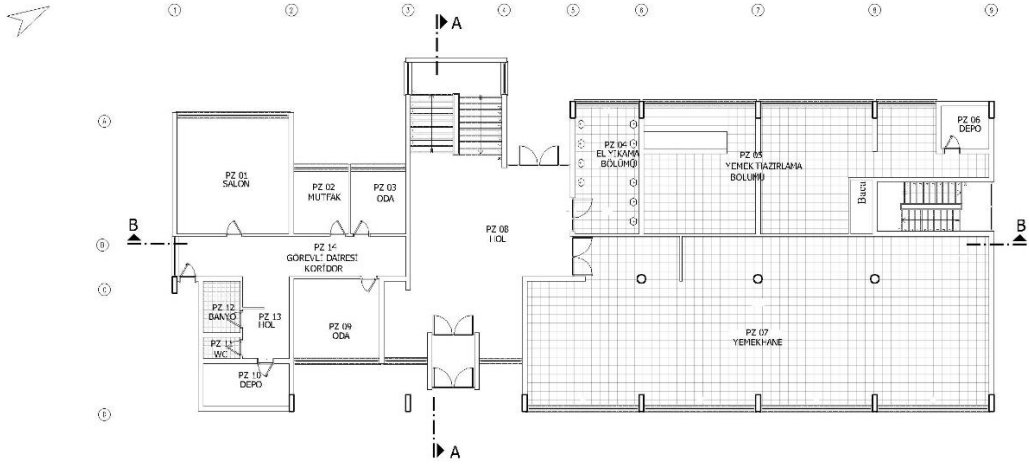 1 2 3 4 5 6 7 8 9
A
A
PZ 01
SALON
PZ 02
MUTFAK
PZ 03
ODA
PZ 04
EL YIKAMA
BÖLÜMÜ
PZ 05
YEMEK HAZIRLAMA
BÖLÜMÜ
PZ 06
DEPO
Baca
B
B
PZ 14
GÖREVLİ DAİRESİ
KORİDOR
PZ 08
HOL
B
C
PZ 12
BANYO
PZ 13
HOL
PZ 09
ODA
PZ 07
YEMEKHANE
PZ 11
WC
PZ 10
DEPO
D
A